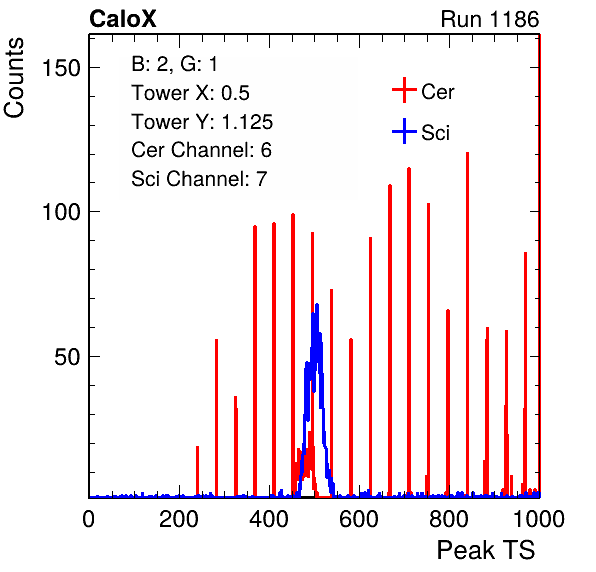 CaloX Run 1186
Counts
150
100
50
B: 2, G: 1
Tower X: 0.5
Tower Y: 1.125
Cer Channel: 6
Sci Channel: 7
Cer
Sci
0 200 400 600 800 1000
Peak TS